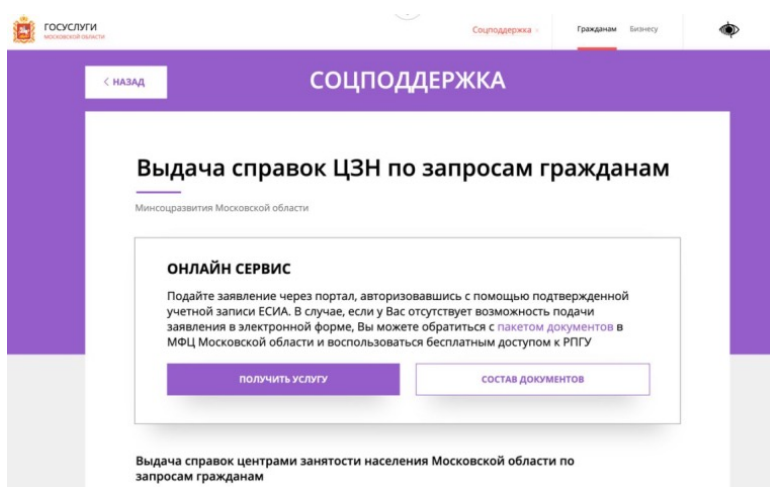 ГОСУСЛУГИ
МОСКОВСКОЙ ОБЛАСТИ
Соцподдержка
Гражданам
Бизнесу
< НАЗАД
СОЦПОДДЕРЖКА
Выдача справок ЦЗН по запросам гражданам
Минсоцразвития Московской области
ОНЛАЙН СЕРВИС
Подайте заявление через портал, авторизовавшись с помощью подтвержденной
учетной записи ЕСИА. В случае, если у Вас отсутствует возможность подачи
заявления в электронной форме, Вы можете обратиться с пакетом документов в
МФЦ Московской области и воспользоваться бесплатным доступом к РПГУ
ПОЛУЧИТЬ УСЛУГУ
СОСТАВ ДОКУМЕНТОВ
Выдача справок центрами занятости населения Московской области по
запросам гражданам